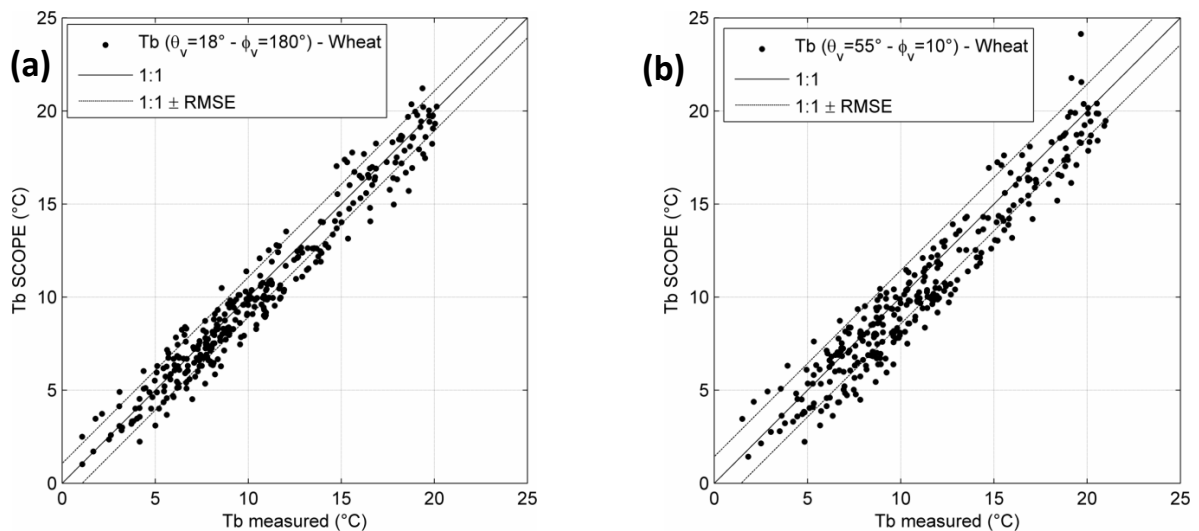 (a)
Tb (θv=18° - ϕv=180°) - Wheat
1:1
1:1 ± RMSE
25
20
15
10
5
0
Tb SCOPE (°C)
0 5 10 15 20 25
Tb measured (°C)
(b)
Tb (θv=55° - ϕv=10°) - Wheat
1:1
1:1 ± RMSE
25
20
15
10
5
0
Tb SCOPE (°C)
0 5 10 15 20 25
Tb measured (°C)